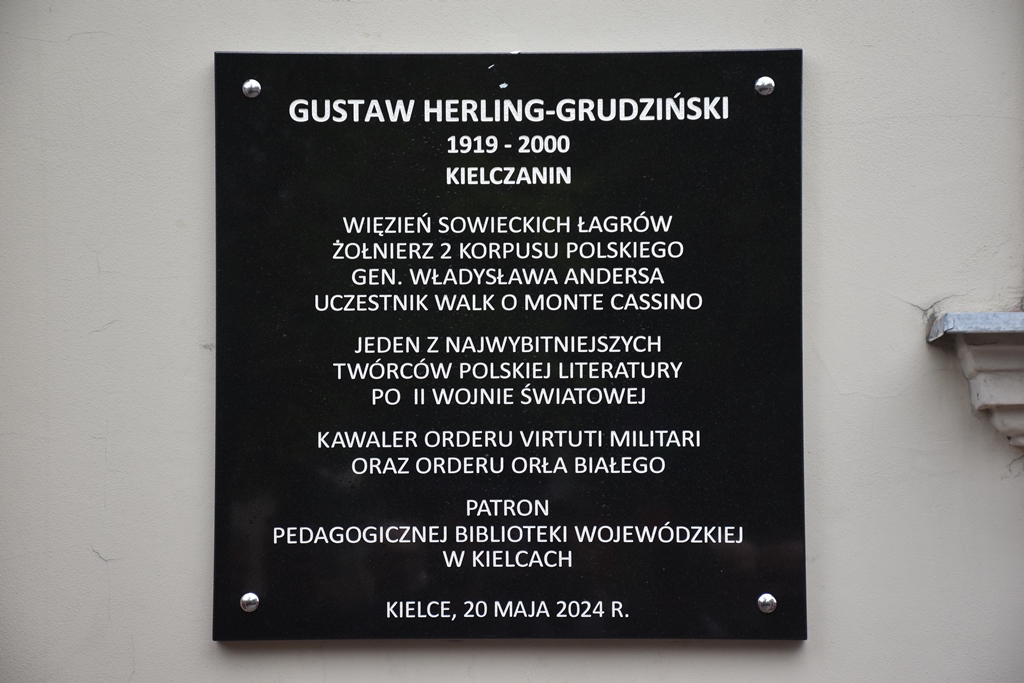 GUSTAW HERLING-GRUDZIŃSKI
1919 - 2000
KIELCZANIN
WIĘZIEŃ SOWIECKICH ŁAGRÓW
ŻOŁNIERZ 2 KORPUSU POLSKIEGO
GEN. WŁADYSŁAWA ANDERSA
UCZESTNIK WALK O MONTE CASSINO
JEDEN Z NAJWYBITNIEJSZYCH
TWÓRCÓW POLSKIEJ LITERATURY
PO II WOJNIE ŚWIATOWEJ
KAWALER ORDERU VIRTUTI MILITARI
ORAZ ORDERU ORŁA BIAŁEGO
PATRON
PEDAGOGICZNEJ BIBLIOTEKI WOJEWÓDZKIEJ
W KIELCACH
KIELCE, 20 MAJA 2024 R.